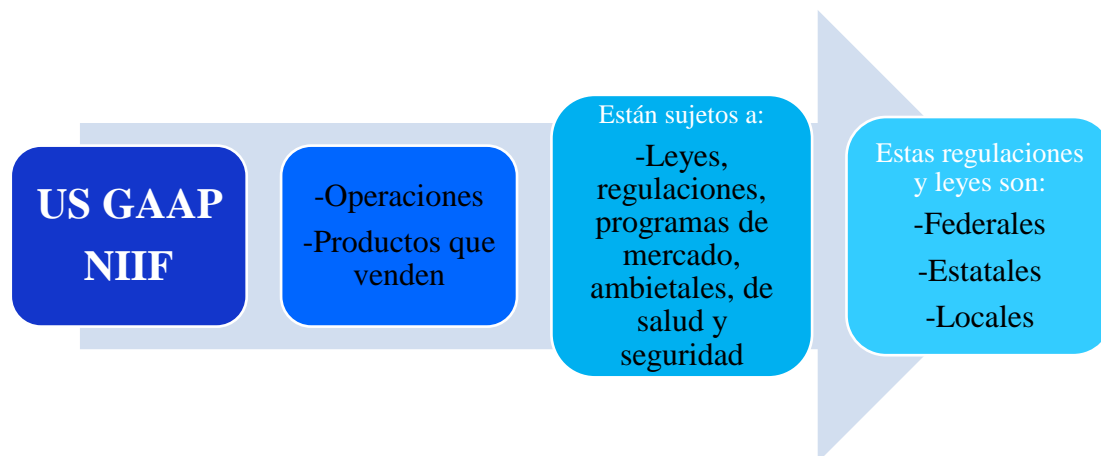 US GAAP
NIIF
-Operaciones
-Productos que
venden
Están sujetos a:
-Leyes,
regulaciones,
programas de
mercado,
ambietales, de
salud y
seguridad
Estas regulaciones
y leyes son:
-Federales
-Estatales
-Locales